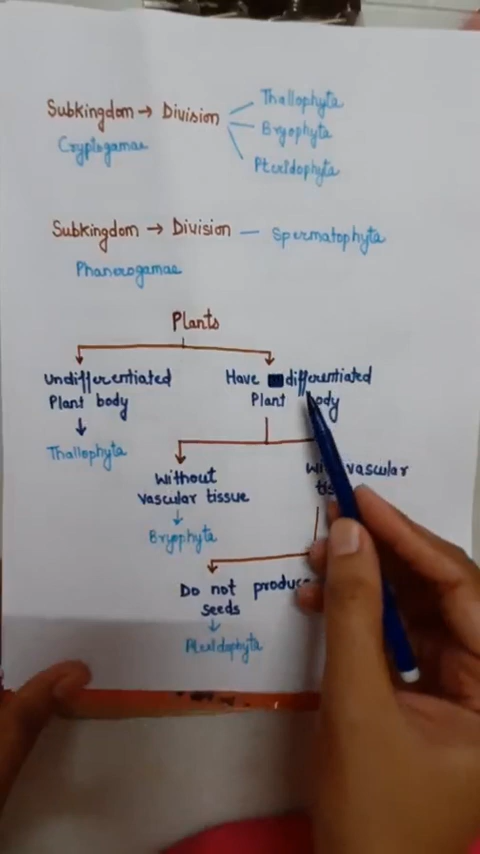 Subkingdom → Division
Thallophyta
Bryophyta
Pteridophyta
Cryptogamae
Subkingdom → Division — Spermatophyta
Phanerogamae
Plants
Undifferentiated
Plant body
Have differentiated
Plant body
Thallophyta
Without
vascular tissue
vascular
Bryophyta
Do not produce
seeds
Pteridophyta